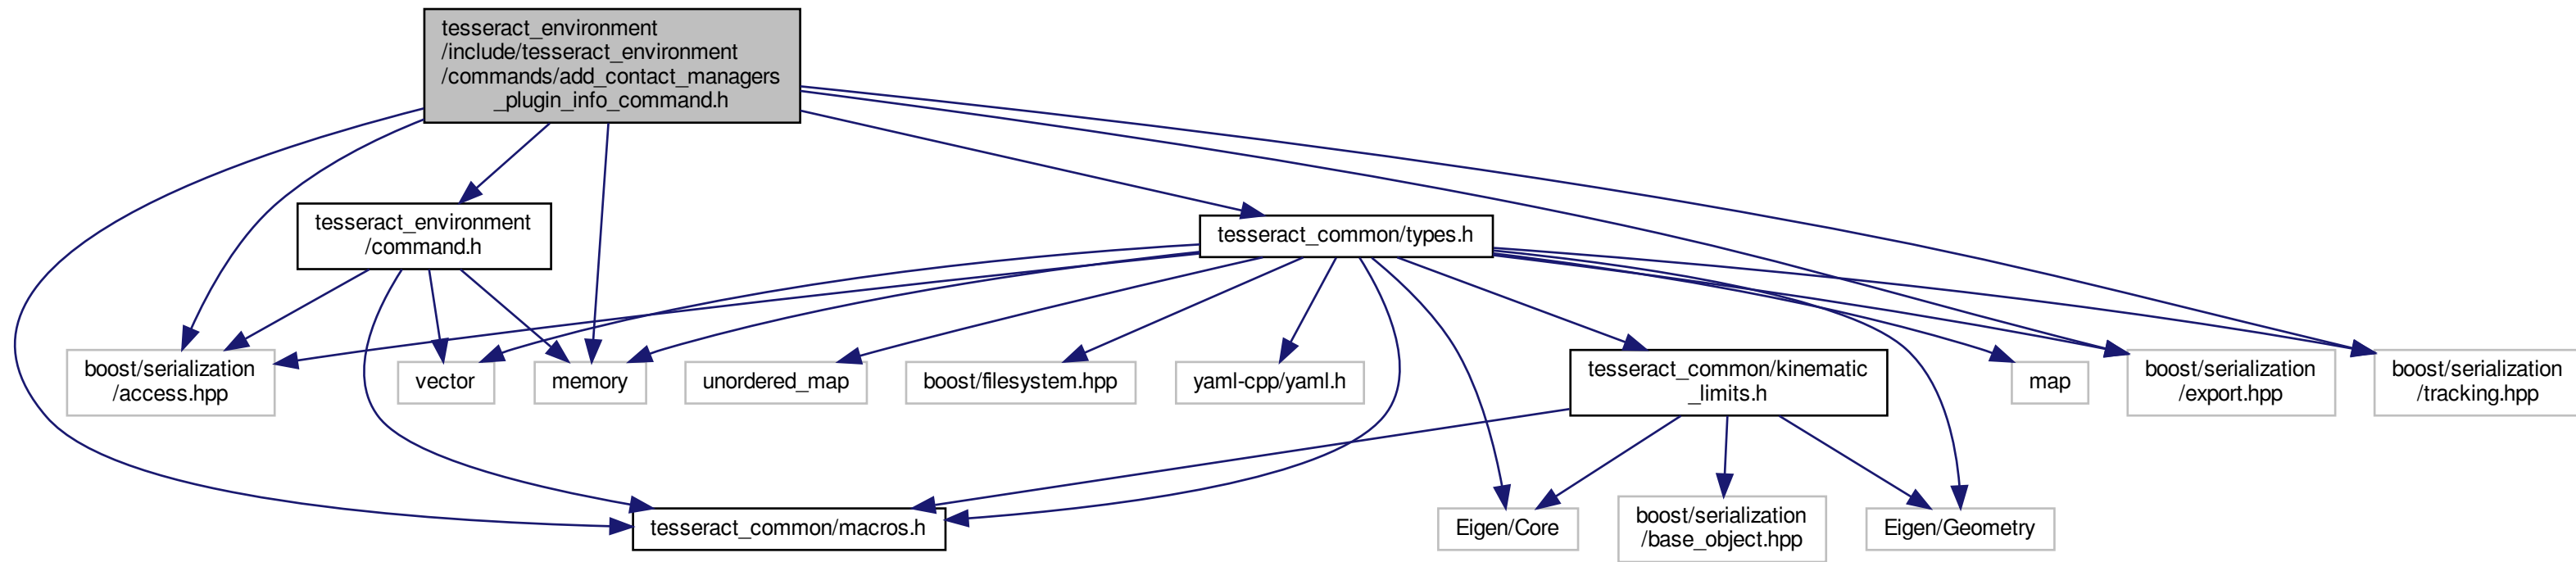 tesseract_environment
/include/tesseract_environment
/commands/add_contact_managers
_plugin_info_command.h
tesseract_environment
/command.h
tesseract_common/types.h
boost/serialization
/access.hpp
vector
memory
unordered_map
boost/filesystem.hpp
yaml-cpp/yaml.h
tesseract_common/kinematic
_limits.h
map
boost/serialization
/export.hpp
boost/serialization
/tracking.hpp
tesseract_common/macros.h
Eigen/Core
boost/serialization
/base_object.hpp
Eigen/Geometry